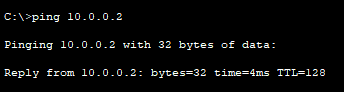 C:\>ping 10.0.0.2
Pinging 10.0.0.2 with 32 bytes of data:
Reply from 10.0.0.2: bytes=32 time=4ms TTL=128